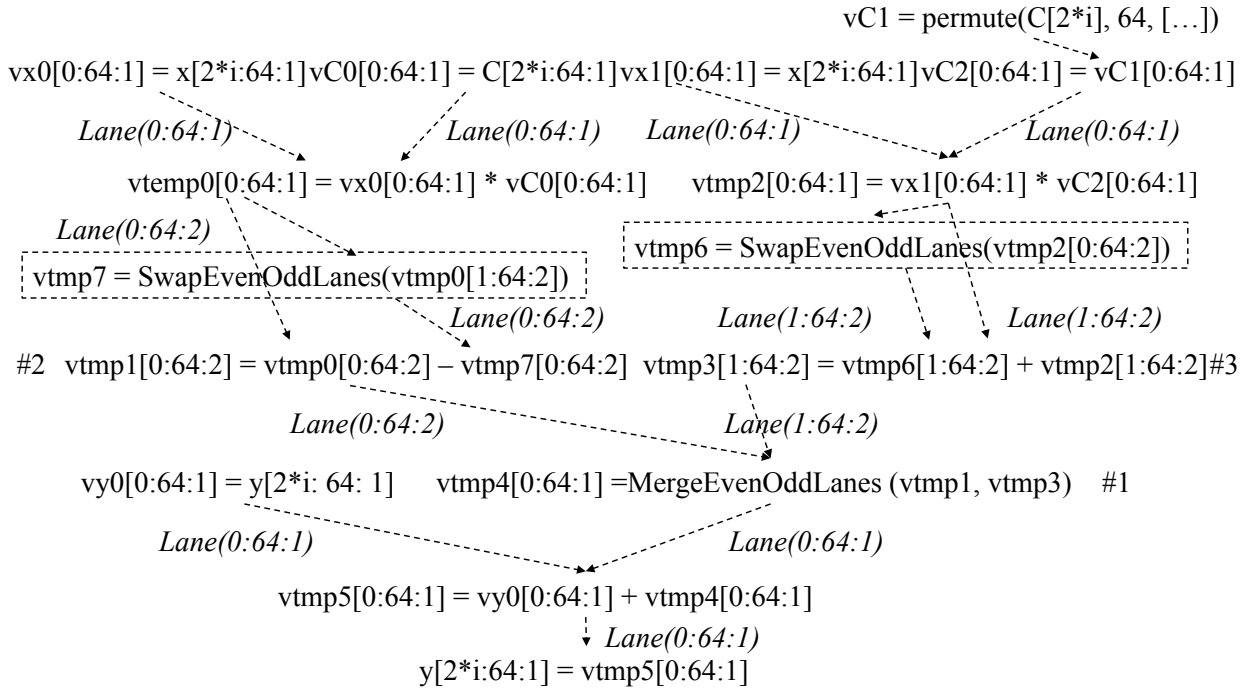 vC1 = permute(C[2*i], 64, […])
vx0[0:64:1] = x[2*i:64:1] vC0[0:64:1] = C[2*i:64:1] vx1[0:64:1] = x[2*i:64:1] vC2[0:64:1] = vC1[0:64:1]
Lane(0:64:1) Lane(0:64:1) Lane(0:64:1) Lane(0:64:1)
vtemp0[0:64:1] = vx0[0:64:1] * vC0[0:64:1] vtmp2[0:64:1] = vx1[0:64:1] * vC2[0:64:1]
Lane(0:64:2)
vtmp6 = SwapEvenOddLanes(vtmp2[0:64:2])
vtmp7 = SwapEvenOddLanes(vtmp0[1:64:2])
Lane(0:64:2) Lane(1:64:2) Lane(1:64:2)
#2 vtmp1[0:64:2] = vtmp0[0:64:2] – vtmp7[0:64:2] vtmp3[1:64:2] = vtmp6[1:64:2] + vtmp2[1:64:2]#3
Lane(0:64:2) Lane(1:64:2)
vy0[0:64:1] = y[2*i: 64: 1] vtmp4[0:64:1] =MergeEvenOddLanes (vtmp1, vtmp3) #1
Lane(0:64:1) Lane(0:64:1)
vtmp5[0:64:1] = vy0[0:64:1] + vtmp4[0:64:1]
Lane(0:64:1)
y[2*i:64:1] = vtmp5[0:64:1]